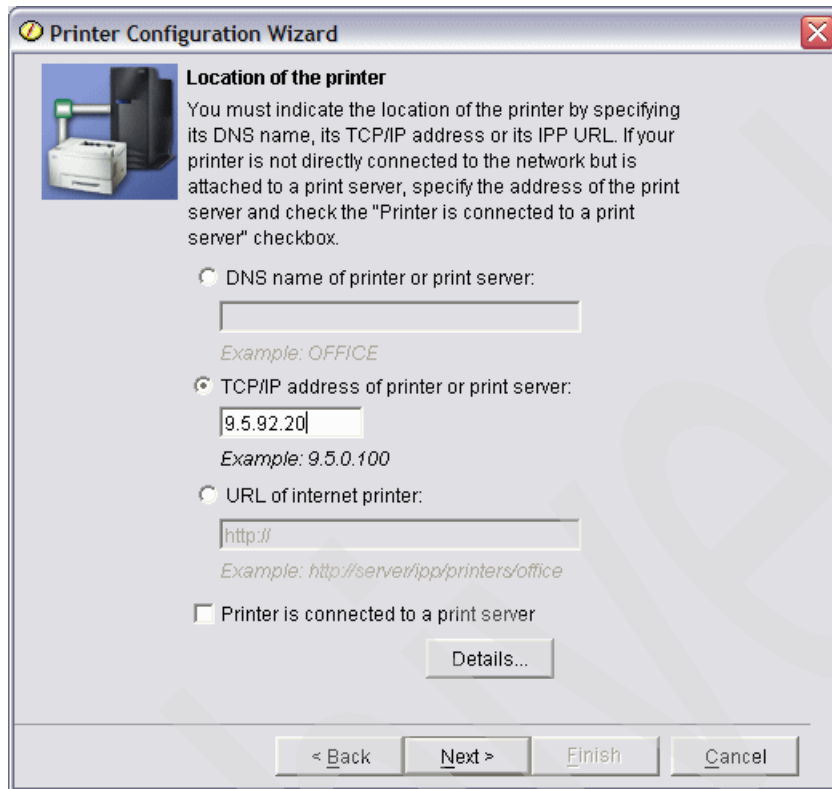 Printer Configuration Wizard
Location of the printer
You must indicate the location of the printer by specifying
its DNS name, its TCP/IP address or its IPP URL. If your
printer is not directly connected to the network but is
attached to a print server, specify the address of the print
server and check the "Printer is connected to a print
server" checkbox.
DNS name of printer or print server:
Example: OFFICE
TCP/IP address of printer or print server:
9.5.92.20
Example: 9.5.0.100
URL of internet printer:
http://
Example: http://server/ipp/printers/office
Printer is connected to a print server
Details...
< Back Next > Finish Cancel